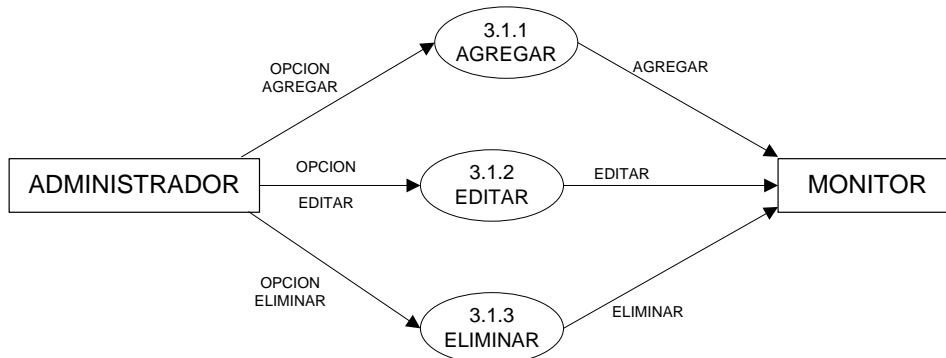 3.1.1
AGREGAR
OPCION
AGREGAR
AGREGAR
ADMINISTRADOR
OPCION
EDITAR
3.1.2
EDITAR
EDITAR
MONITOR
OPCION
ELIMINAR
3.1.3
ELIMINAR
ELIMINAR